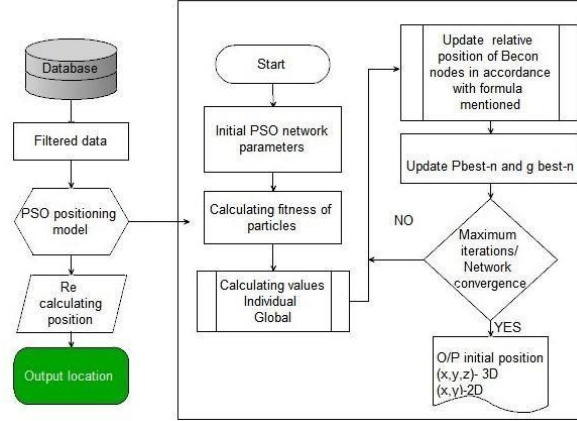 Database
Filtered data
PSO positioning
model
Re
calculating
position
Output location
Start
Initial PSO network
parameters
Calculating fitness of
particles
Calculating values
Individual
Global
Update relative
position of Becon
nodes in accordance
with formula
mentioned
Update Pbest-n and g best-n
NO
Maximum
iterations/
Network
convergence
YES
O/P initial position
(x,y,z)- 3D
(x,y)-2D